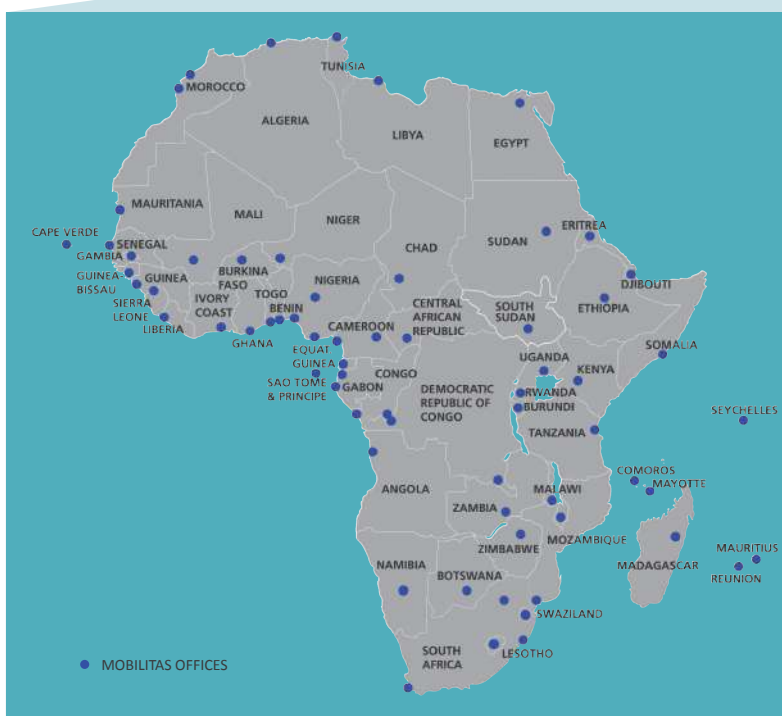 TUNISIA
MOROCCO
ALGERIA
LIBYA
EGYPT
MAURITANIA
MALI
NIGER
CHAD
SUDAN
ERITREA
CAPE VERDE
SENEGAL
GAMBIA
GUINEA-
BISSAU
GUINEA
BURKINA
FASO
NIGERIA
DJIBOUTI
SIERRA
LEONE
IVORY
COAST
TOGO
BENIN
CENTRAL
AFRICAN
REPUBLIC
SOUTH
SUDAN
ETHIOPIA
LIBERIA
GHANA
CAMEROON
SOMALIA
EQUAT
GUINEA
UGANDA
KENYA
SAO TOME
& PRINCIPE
GABON
CONGO
DEMOCRATIC
REPUBLIC OF
CONGO
RWANDA
BURUNDI
SEYCHELLES
TANZANIA
COMOROS
MAYOTTE
ANGOLA
MALAWI
ZAMBIA
MOZAMBIQUE
ZIMBABWE
MAURITIUS
REUNION
MADAGASCAR
NAMIBIA
BOTSWANA
SWAZILAND
SOUTH
AFRICA
LESOTHO
MOBILITAS OFFICES